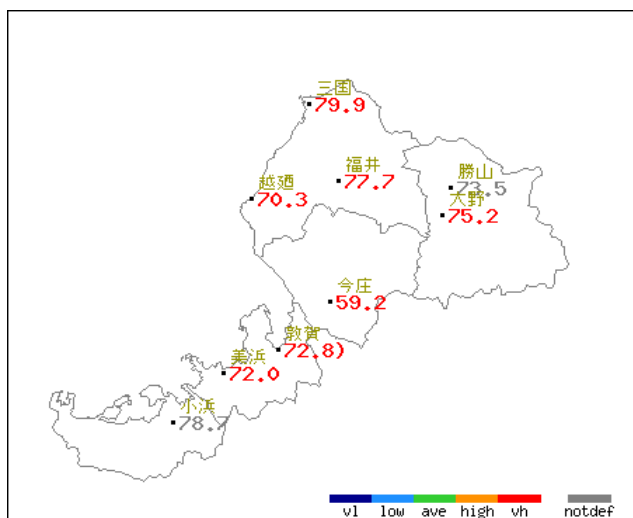 三国
79.9
福井
77.7
勝山
73.5
越廼
70.3
大野
75.2
今庄
59.2
敦賀
72.8)
美浜
72.0
小浜
78.7
vl low ave high vh notdef